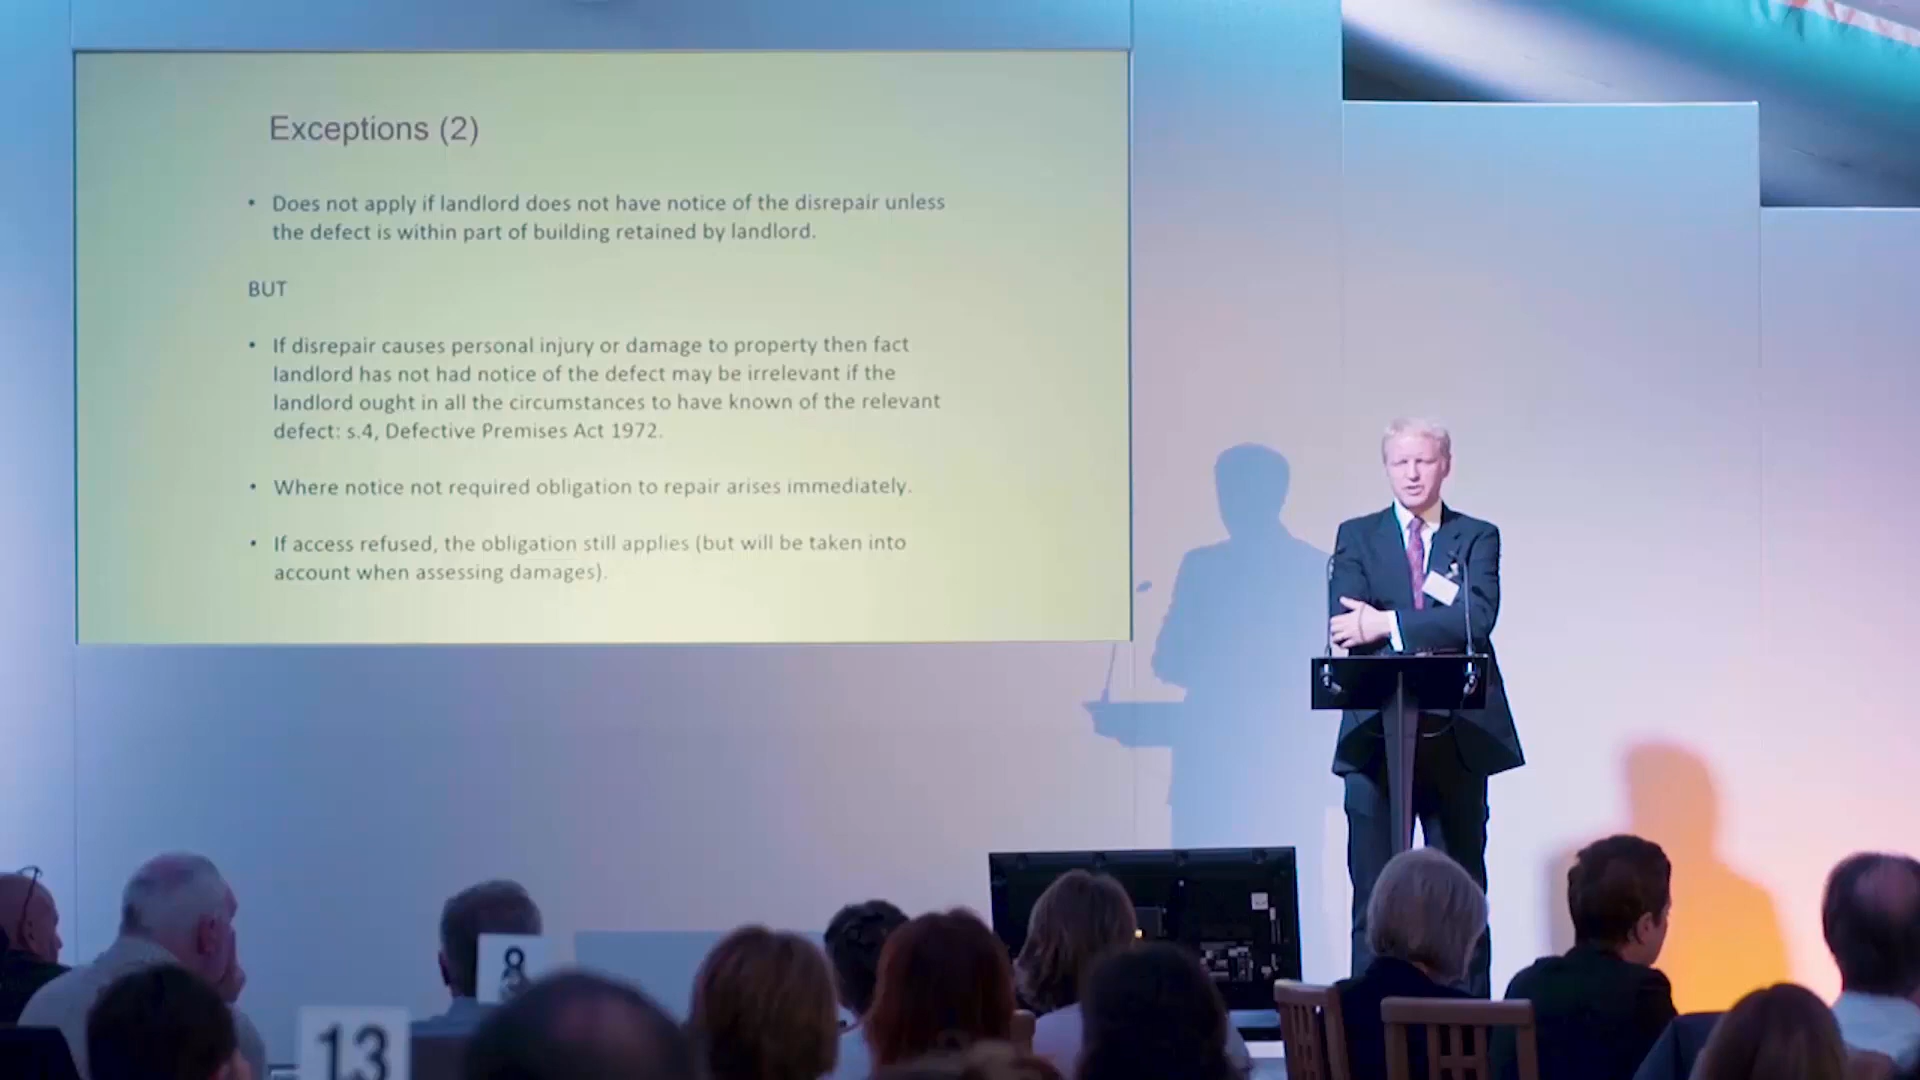 Exceptions (2)
• Does not apply if landlord does not have notice of the disrepair unless
the defect is within part of building retained by landlord.
BUT
• If disrepair causes personal injury or damage to property then fact
landlord has not had notice of the defect may be irrelevant if the
landlord ought in all the circumstances to have known of the relevant
defect: s.4, Defective Premises Act 1972.
• Where notice not required obligation to repair arises immediately.
• If access refused, the obligation still applies (but will be taken into
account when assessing damages).
8
13